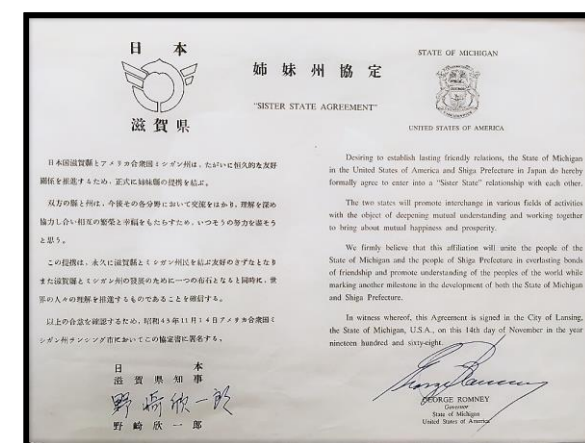 日 本
滋賀県
姉 妹 州 協 定
"SISTER STATE AGREEMENT"
STATE OF MICHIGAN
UNITED STATES OF AMERICA
日本国滋賀縣とアメリカ合衆国ミシガン州は、たがいに恒久的な友好
關係を推進するため、正式に姉妹縣の提携を結ぶ。
双方の縣と州は、今後その各分野において交流をはかり、理解を深め
協力し合い相互の繁栄と幸福をもたらすため、いつそうの努力を盡そう
と思う。
この提携は、永久に滋賀縣とミシガン州民を結ぶ友好のきずなとなり
また滋賀縣とミシガン州の發展のために一つの布石となると同時に、世
界の人々の理解を推進するものであることを確信する。
以上の合意を確認するため、昭和43年11月14日アメリカ合衆国ミ
シガン州ランシング市においてこの協定書に署名する。
日 本
滋賀県知事
野崎欣一郎
野 崎 欣 一 郎
Desiring to establish lasting friendly relations, the State of Michigan
in the United States of America and Shiga Prefecture in Japan do hereby
formally agree to enter into a "Sister State" relationship with each other.
The two states will promote interchange in various fields of activities
with the object of deepening mutual understanding and working together
to bring about mutual happiness and prosperity.
We firmly believe that this affiliation will unite the people of the
State of Michigan and the people of Shiga Prefecture in everlasting bonds
of friendship and promote understanding of the peoples of the world while
marking another milestone in the development of both the State of Michigan
and Shiga Prefecture.
In witness whereof, this Agreement is signed in the City of Lansing,
the State of Michigan, U.S.A., on this 14th day of November in the year
nineteen hundred and sixty-eight.
George Romney
GEORGE ROMNEY
Governor
State of Michigan
United States of America